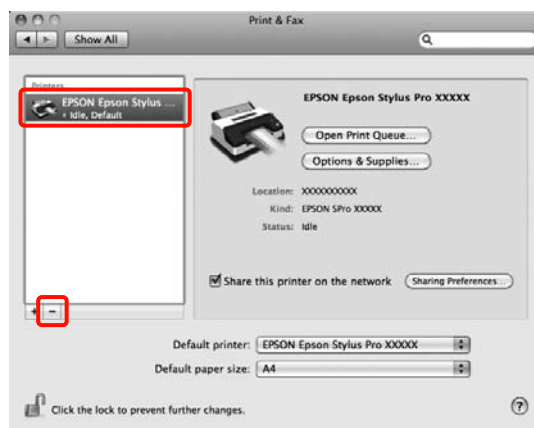 Print & Fax
Show All
Printers
EPSON Epson Stylus ...
• Idle, Default
EPSON Epson Stylus Pro XXXXX
Open Print Queue...
Options & Supplies...
Location: XXXXXXXXXX
Kind: EPSON SPro XXXXX
Status: Idle
Share this printer on the network
Sharing Preferences...
+ −
Default printer: EPSON Epson Stylus Pro XXXXX
Default paper size: A4
Click the lock to prevent further changes.
?